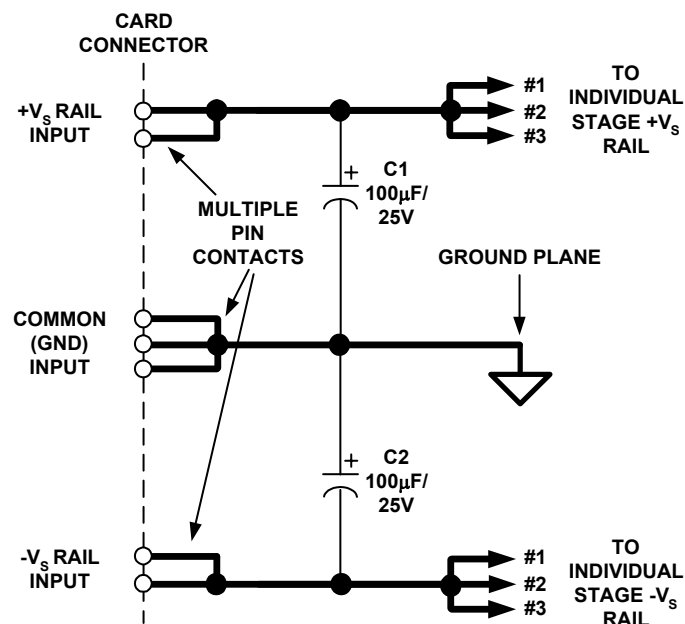 CARD
CONNECTOR
+VS RAIL
INPUT
#1
#2
#3
TO
INDIVIDUAL
STAGE +VS
RAIL
+
C1
100μF/
25V
MULTIPLE
PIN
CONTACTS
GROUND PLANE
COMMON
(GND)
INPUT
+
C2
100μF/
25V
-VS RAIL
INPUT
#1
#2
#3
TO
INDIVIDUAL
STAGE -VS
RAIL